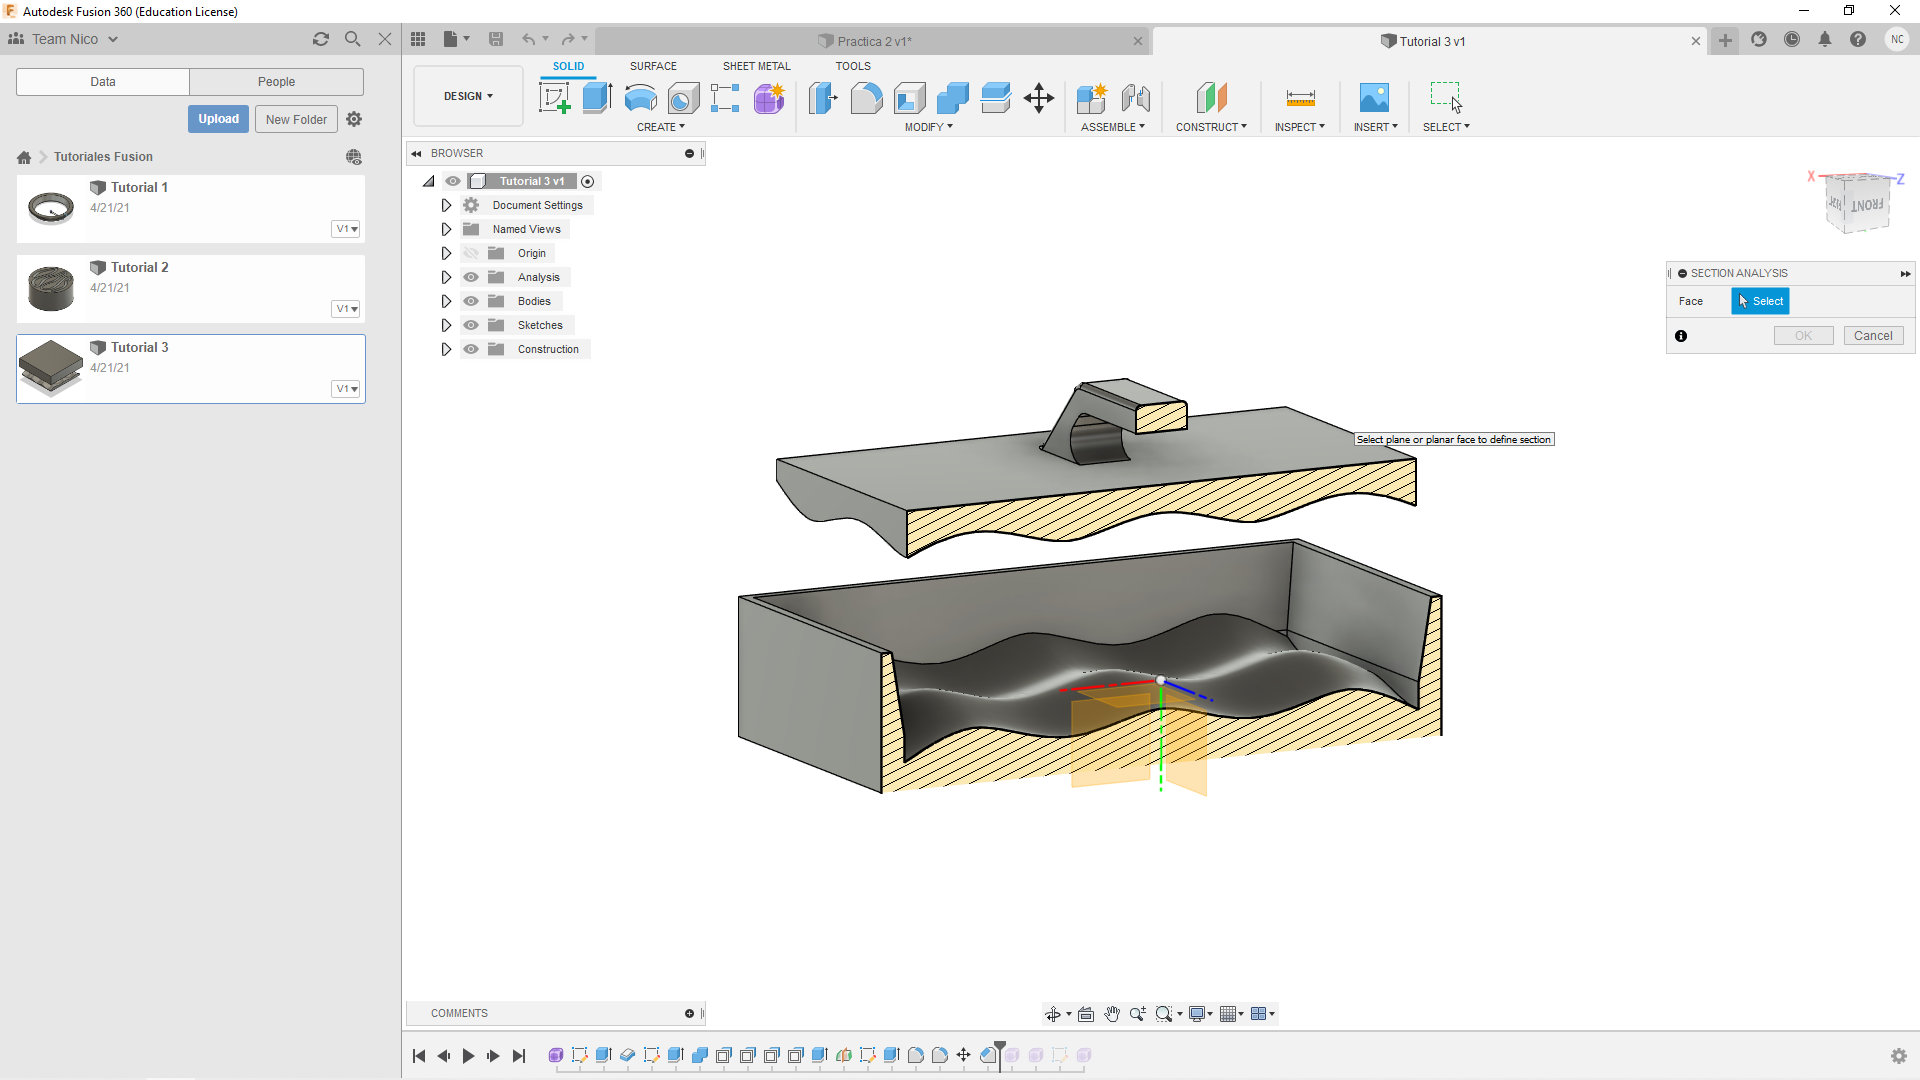 Autodesk Fusion 360 (Education License)
Team Nico
Practica 2 v1*
Tutorial 3 v1
NC
Data
People
Upload
New Folder
Tutoriales Fusion
Tutorial 1
4/21/21
V1
Tutorial 2
4/21/21
V1
Tutorial 3
4/21/21
V1
SOLID
SURFACE
SHEET METAL
TOOLS
DESIGN
CREATE
MODIFY
ASSEMBLE
CONSTRUCT
INSPECT
INSERT
SELECT
BROWSER
Tutorial 3 v1
Document Settings
Named Views
Origin
Analysis
Bodies
Sketches
Construction
X
Z
FRONT
SECTION ANALYSIS
Face
Select
OK
Cancel
Select plane or planar face to define section
COMMENTS